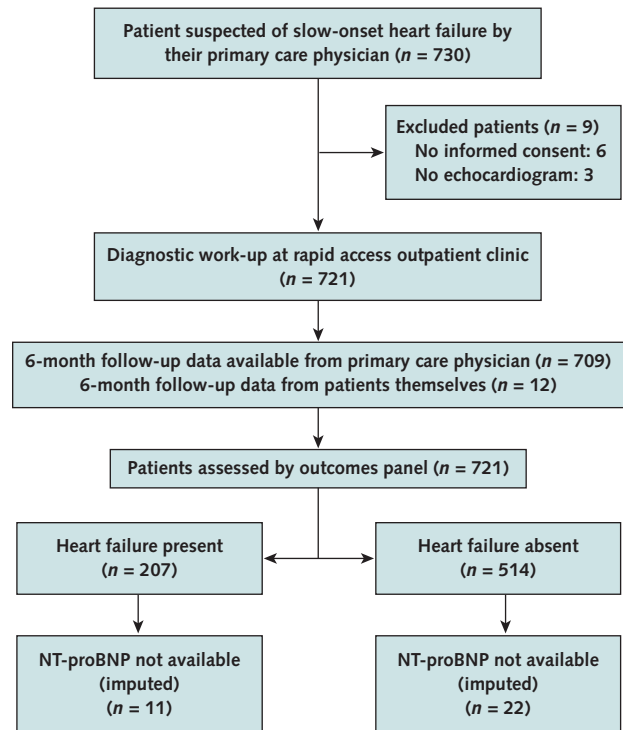 Patient suspected of slow-onset heart failure by
their primary care physician (n = 730)
Excluded patients (n = 9)
No informed consent: 6
No echocardiogram: 3
Diagnostic work-up at rapid access outpatient clinic
(n = 721)
6-month follow-up data available from primary care physician (n = 709)
6-month follow-up data from patients themselves (n = 12)
Patients assessed by outcomes panel (n = 721)
Heart failure present
(n = 207)
Heart failure absent
(n = 514)
NT-proBNP not available
(imputed)
(n = 11)
NT-proBNP not available
(imputed)
(n = 22)